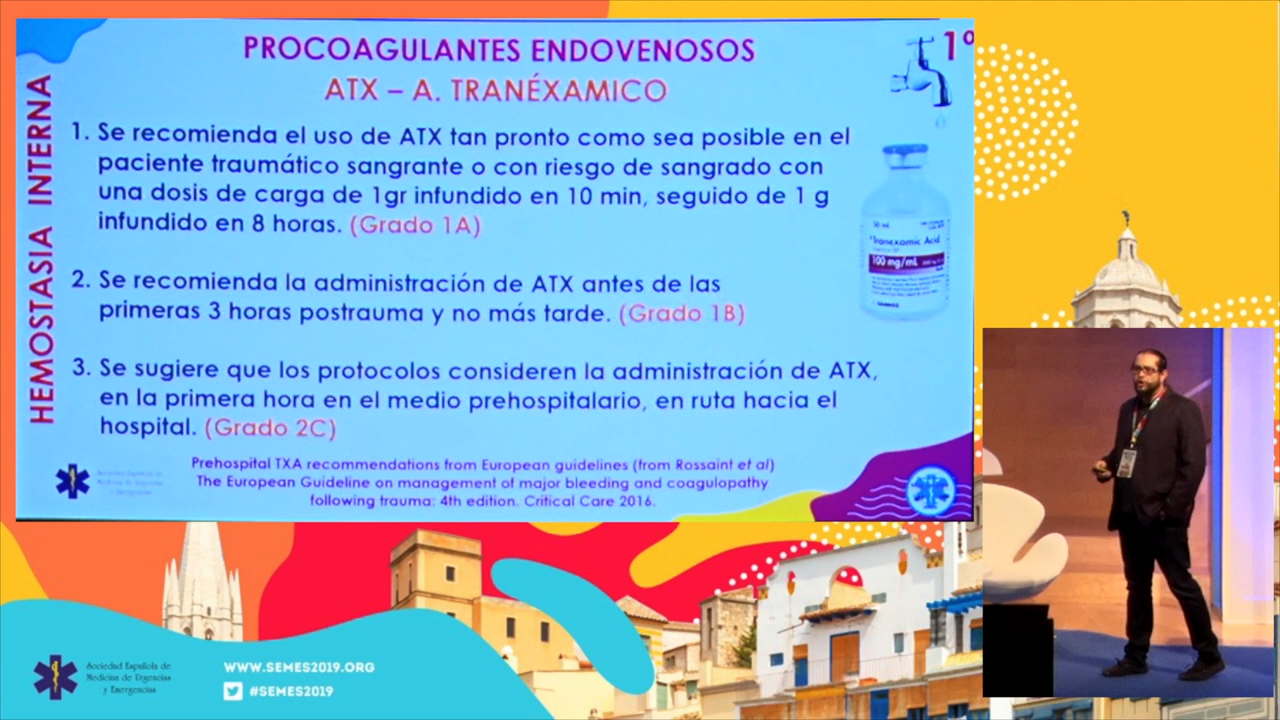 PROCOAGULANTES ENDOVENOSOS
1º
ATX – A. TRANÉXAMICO
HEMOSTASIA INTERNA
1. Se recomienda el uso de ATX tan pronto como sea posible en el
paciente traumático sangrante o con riesgo de sangrado con
una dosis de carga de 1gr infundido en 10 min, seguido de 1 g
infundido en 8 horas. (Grado 1A)
2. Se recomienda la administración de ATX antes de las
primeras 3 horas postrauma y no más tarde. (Grado 1B)
3. Se sugiere que los protocolos consideren la administración de ATX,
en la primera hora en el medio prehospitalario, en ruta hacia el
hospital. (Grado 2C)
Tranexamic Acid
100 mg/mL
Prehospital TXA recommendations from European guidelines (from Rossaint et al)
The European Guideline on management of major bleeding and coagulopathy
following trauma: 4th edition. Critical Care 2016.
Sociedad Española de
Medicina de Urgencias
y Emergencias
WWW.SEMES2019.ORG
#SEMES2019